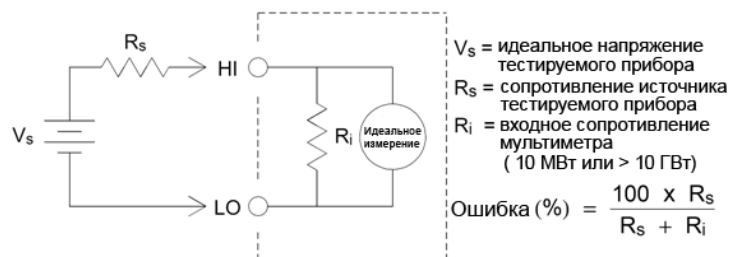 Rs
HI
Vs
Ri
Идеальное
измерение
LO
Vs = идеальное напряжение
тестируемого прибора
Rs = сопротивление источника
тестируемого прибора
Ri = входное сопротивление
мультиметра
( 10 МВт или > 10 ГВт)
Ошибка (%) = 100 x Rs
Rs + Ri